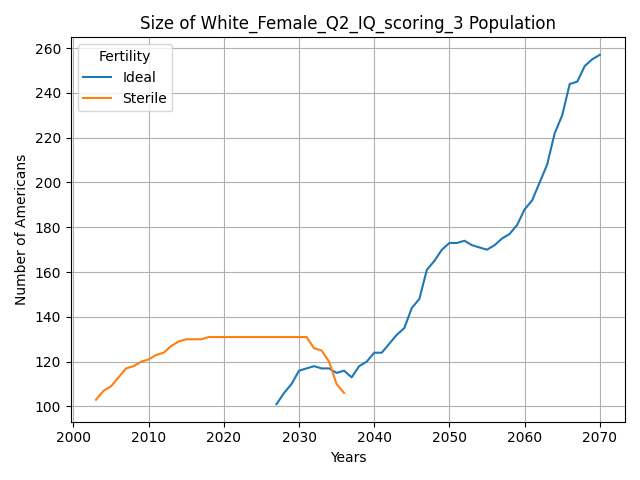 Size of White_Female_Q2_IQ_scoring_3 Population
Fertility
Ideal
Sterile
Number of Americans
260
240
220
200
180
160
140
120
100
2000
2010
2020
2030
2040
2050
2060
2070
Years